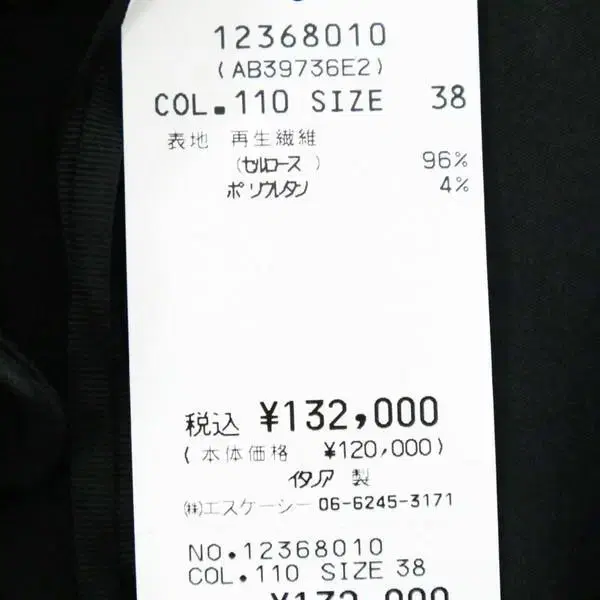 12368010
(AB39736E2)
COL.110 SIZE 38
表地 再生繊維
(セルロース ) 96%
ポリウレタン 4%
税込 ¥132,000
(本体価格 ¥120,000)
イタリア 製
㈱エスケーシー 06-6245-3171
NO.12368010
COL.110 SIZE 38
¥132,000